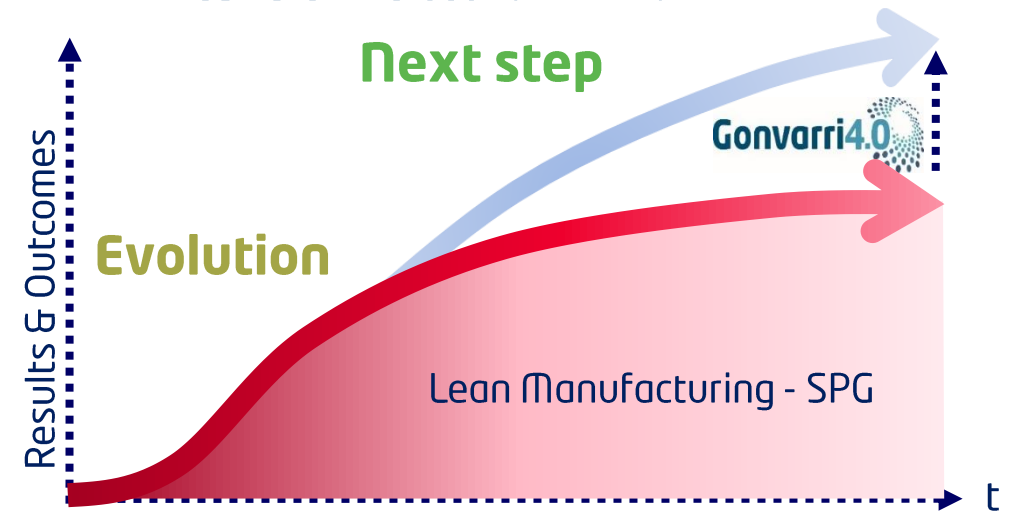 Next step
Gonvarri4.0
Evolution
Results & Outcomes
Lean Manufacturing - SPG
t